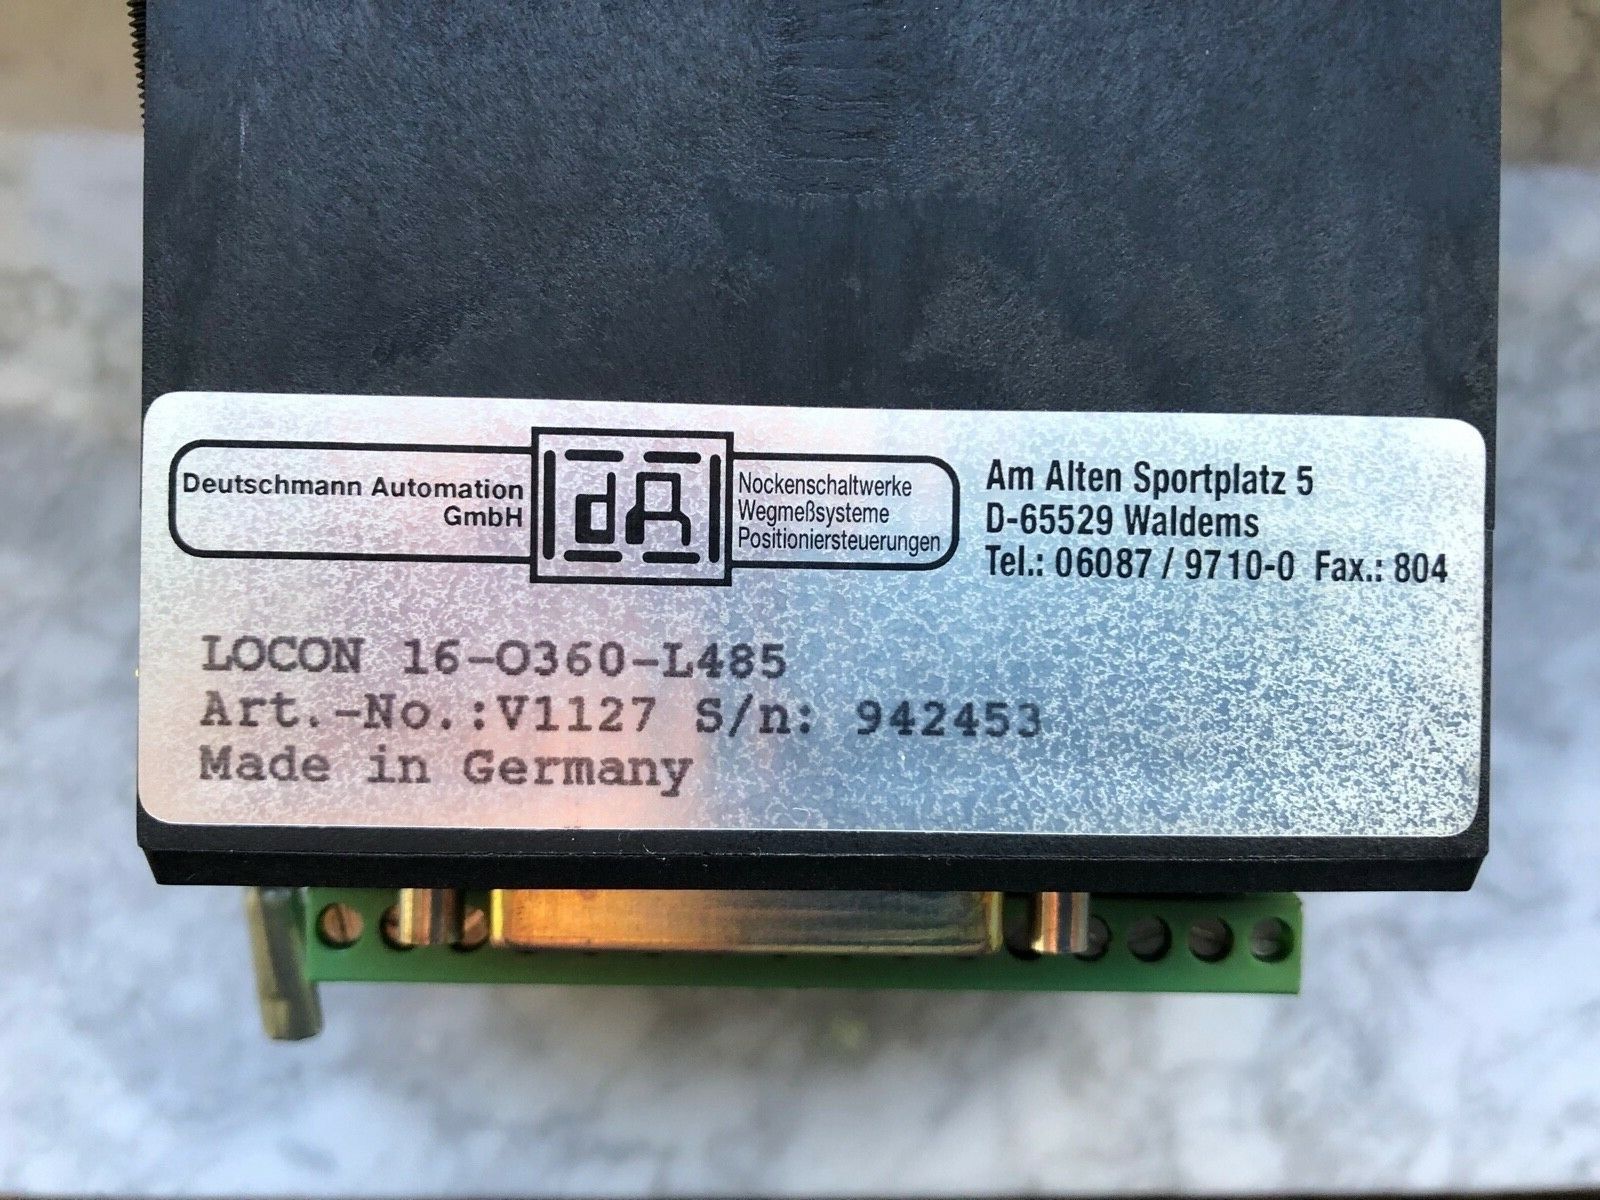 Deutschmann Automation
GmbH
dA
Nockenschaltwerke
Wegmeßsysteme
Positioniersteuerungen
Am Alten Sportplatz 5
D-65529 Waldems
Tel.: 06087 / 9710-0 Fax.: 804
LOCON 16-O360-L485
Art.-No.:V1127 S/n: 942453
Made in Germany